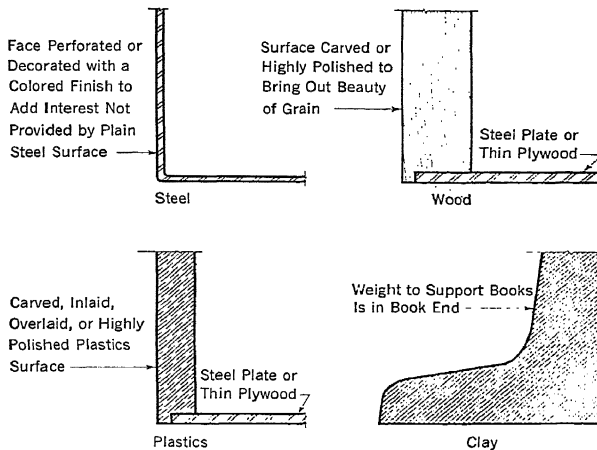 Face Perforated or
Decorated with a
Colored Finish to
Add Interest Not
Provided by Plain
Steel Surface
Steel
Surface Carved or
Highly Polished to
Bring Out Beauty
of Grain
Steel Plate or
Thin Plywood
Wood
Carved, Inlaid,
Overlaid, or Highly
Polished Plastics
Surface
Steel Plate or
Thin Plywood
Plastics
Weight to Support Books
Is in Book End
Clay